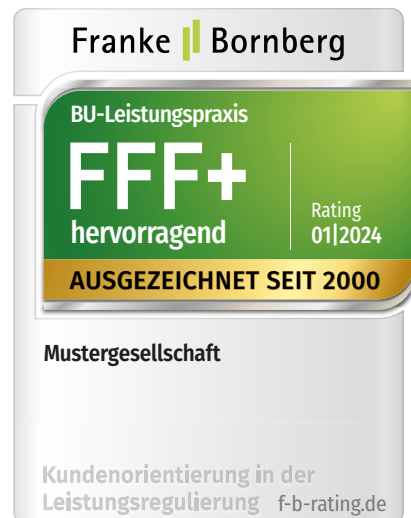 Franke Bornberg
BU-Leistungspraxis
FFF+
hervorragend
Rating
01|2024
AUSGEZEICHNET SEIT 2000
Mustergesellschaft
Kundenorientierung in der
Leistungsregulierung f-b-rating.de